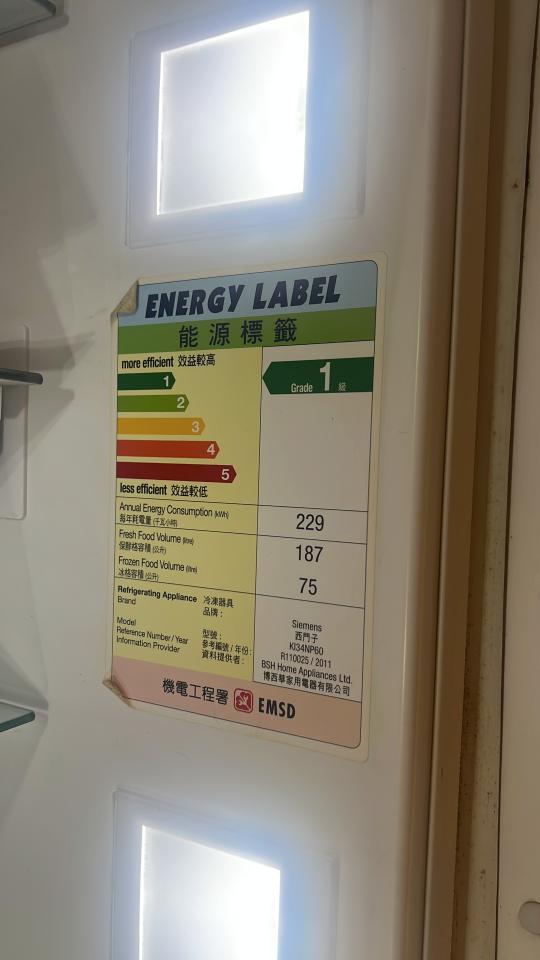 ENERGY LABEL
能源標籤
more efficient 效益較高
1
2
3
4
5
less efficient 效益較低
Grade 1 級
Annual Energy Consumption (kWh)
每年耗電量 (千瓦小時)
229
Fresh Food Volume (litre)
保鮮格容積 (公升)
187
Frozen Food Volume (litre)
冰格容積 (公升)
75
Refrigerating Appliance 冷凍器具
Brand 品牌 :
Siemens
西門子
Model 型號 :
KI34NP60
Reference Number / Year 參考編號 / 年份 :
R110025 / 2011
Information Provider 資料提供者 :
BSH Home Appliances Ltd.
博西華家用電器有限公司
機電工程署 EMSD